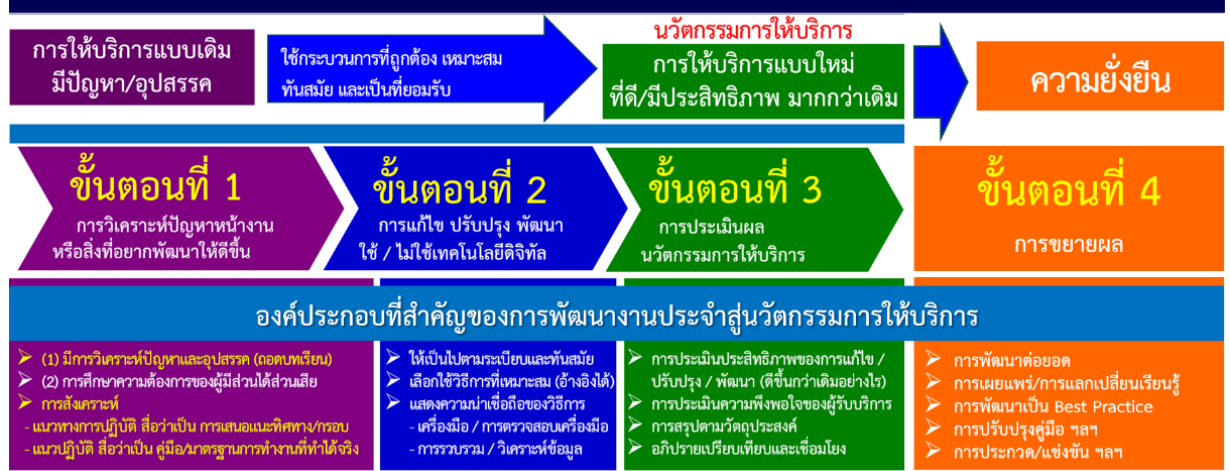 การให้บริการแบบเดิม
มีปัญหา/อุปสรรค
ใช้กระบวนการที่ถูกต้อง เหมาะสม
ทันสมัย และเป็นที่ยอมรับ
นวัตกรรมการให้บริการ
การให้บริการแบบใหม่
ที่ดี/มีประสิทธิภาพ มากกว่าเดิม
ความยั่งยืน
ขั้นตอนที่ 1
การวิเคราะห์ปัญหาหน้างาน
หรือสิ่งที่อยากพัฒนาให้ดีขึ้น
ขั้นตอนที่ 2
การแก้ไข ปรับปรุง พัฒนา
ใช้ / ไม่ใช้เทคโนโลยีดิจิทัล
ขั้นตอนที่ 3
การประเมินผล
นวัตกรรมการให้บริการ
ขั้นตอนที่ 4
การขยายผล
องค์ประกอบที่สำคัญของการพัฒนางานประจำสู่นวัตกรรมการให้บริการ
➢ (1) มีการวิเคราะห์ปัญหาและอุปสรรค (ถอดบทเรียน)
➢ (2) การศึกษาความต้องการของผู้มีส่วนได้ส่วนเสีย
➢ การสังเคราะห์
- แนวทางการปฏิบัติ สื่อว่าเป็น การเสนอแนะทิศทาง/กรอบ
- แนวปฏิบัติ สื่อว่าเป็น คู่มือ/มาตรฐานการทำงานที่ทำได้จริง
➢ ให้เป็นไปตามระเบียบและทันสมัย
➢ เลือกใช้วิธีการที่เหมาะสม (อ้างอิงได้)
➢ แสดงความน่าเชื่อถือของวิธีการ
- เครื่องมือ / การตรวจสอบเครื่องมือ
- การรวบรวม / วิเคราะห์ข้อมูล
➢ การประเมินประสิทธิภาพของการแก้ไข /
ปรับปรุง / พัฒนา (ดีขึ้นกว่าเดิมอย่างไร)
➢ การประเมินความพึงพอใจของผู้รับบริการ
➢ การสรุปตามวัตถุประสงค์
➢ อภิปรายเปรียบเทียบและเชื่อมโยง
➢ การพัฒนาต่อยอด
➢ การเผยแพร่/การแลกเปลี่ยนเรียนรู้
➢ การพัฒนาเป็น Best Practice
➢ การปรับปรุงคู่มือ ฯลฯ
➢ การประกวด/แข่งขัน ฯลฯ